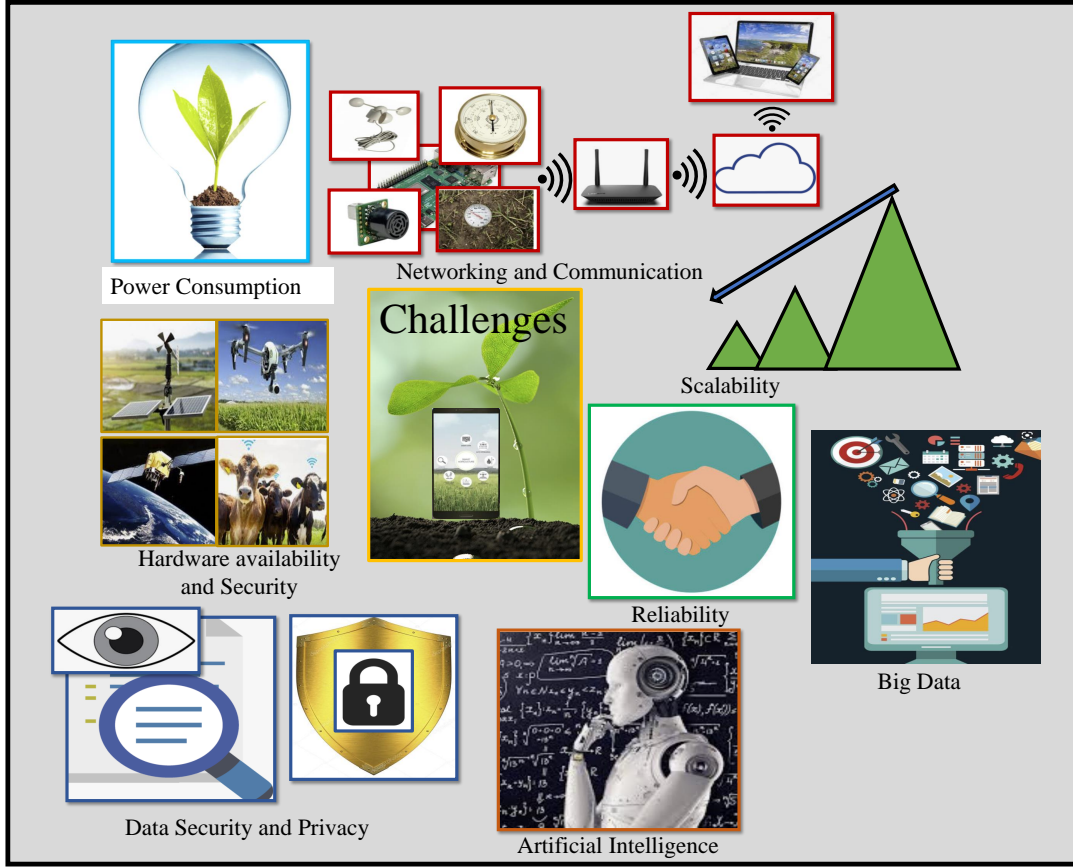 Power Consumption
Networking and Communication
Challenges
Scalability
Hardware availability
and Security
Reliability
Big Data
Data Security and Privacy
Artificial Intelligence